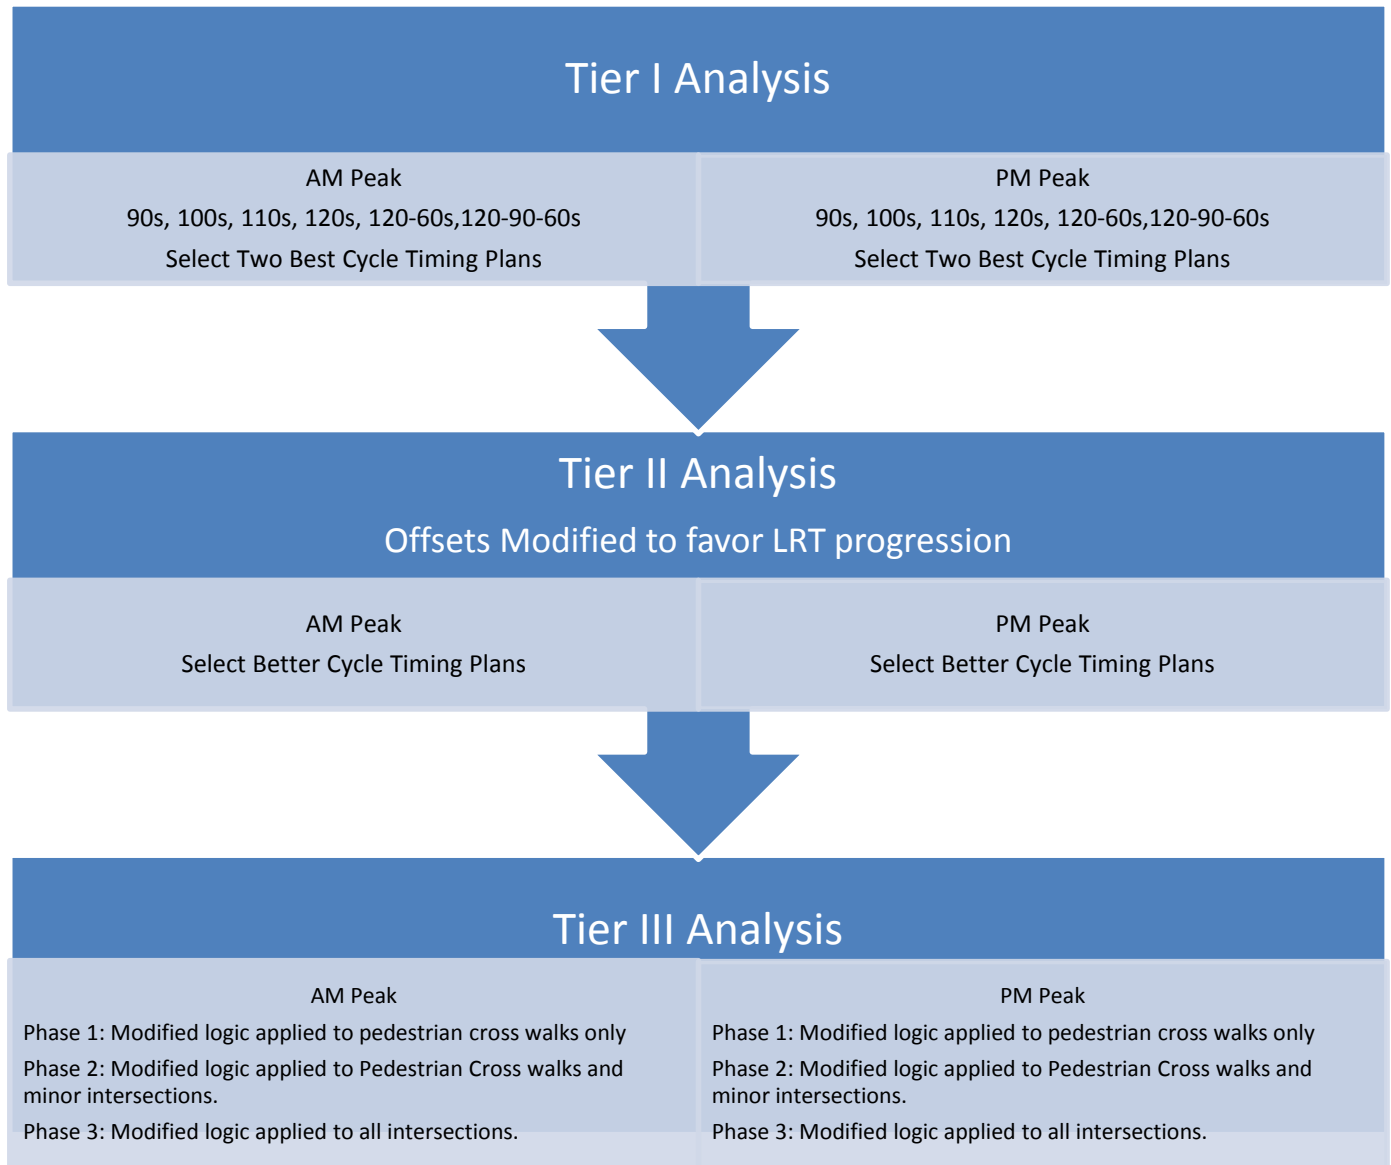 Tier I Analysis
AM Peak
90s, 100s, 110s, 120s, 120-60s,120-90-60s
Select Two Best Cycle Timing Plans
PM Peak
90s, 100s, 110s, 120s, 120-60s,120-90-60s
Select Two Best Cycle Timing Plans
Tier II Analysis
Offsets Modified to favor LRT progression
AM Peak
Select Better Cycle Timing Plans
PM Peak
Select Better Cycle Timing Plans
Tier III Analysis
AM Peak
Phase 1: Modified logic applied to pedestrian cross walks only
Phase 2: Modified logic applied to Pedestrian Cross walks and
minor intersections.
Phase 3: Modified logic applied to all intersections.
PM Peak
Phase 1: Modified logic applied to pedestrian cross walks only
Phase 2: Modified logic applied to Pedestrian Cross walks and
minor intersections.
Phase 3: Modified logic applied to all intersections.